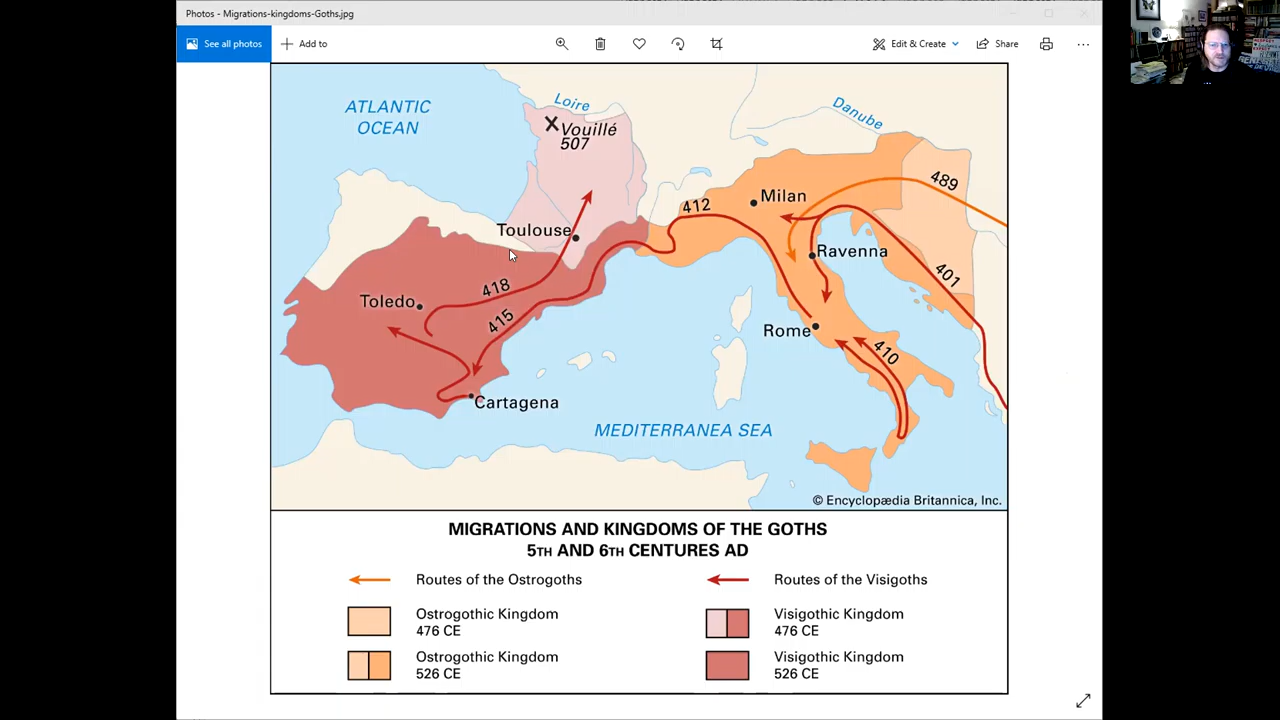 Photos - Migrations-kingdoms-Goths.jpg
See all photos
Add to
Edit & Create
Share
ATLANTIC
OCEAN
Loire
Vouillé
507
Danube
489
Milan
412
Toulouse
Ravenna
401
418
Toledo
415
Rome
410
Cartagena
MEDITERRANEA SEA
© Encyclopædia Britannica, Inc.
MIGRATIONS AND KINGDOMS OF THE GOTHS
5TH AND 6TH CENTURES AD
Routes of the Ostrogoths
Routes of the Visigoths
Ostrogothic Kingdom
476 CE
Visigothic Kingdom
476 CE
Ostrogothic Kingdom
526 CE
Visigothic Kingdom
526 CE